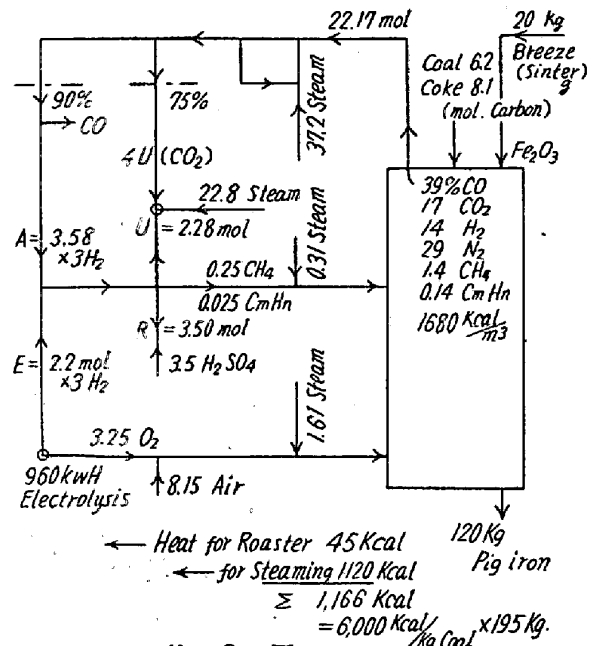 22.17 mol
20 Kg
Breeze
(Sinter)
g
Coal 6.2
Coke 8.1
(mol. Carbon)
Fe2O3
90%
CO
75%
37.2 Steam
4U (CO2)
22.8 Steam
U = 2.28 mol
0.31 Steam
A = 3.58
×3H2
0.25 CH4
0.025 CmHn
R = 3.50 mol
3.5 H2SO4
E = 2.2 mol
×3 H2
1.61 Steam
3.25 O2
960 kwH
Electrolysis
8.15 Air
39% CO
17 CO2
14 H2
29 N2
1.4 CH4
0.14 CmHn
1680 Kcal/m3
120 Kg
Pig iron
Heat for Roaster 45 Kcal
for Steaming 1120 Kcal
Σ 1,166 Kcal
= 6,000 Kcal/Kg Coal × 195 Kg.